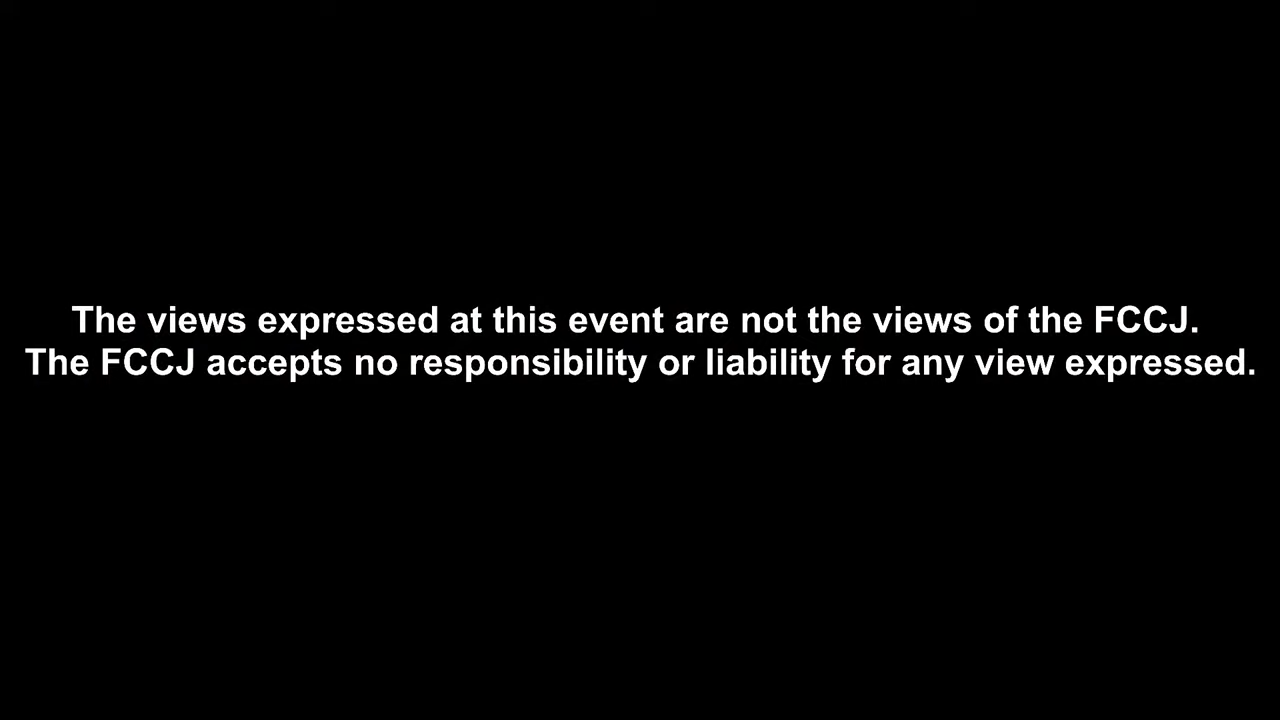 The views expressed at this event are not the views of the FCCJ.
The FCCJ accepts no responsibility or liability for any view expressed.